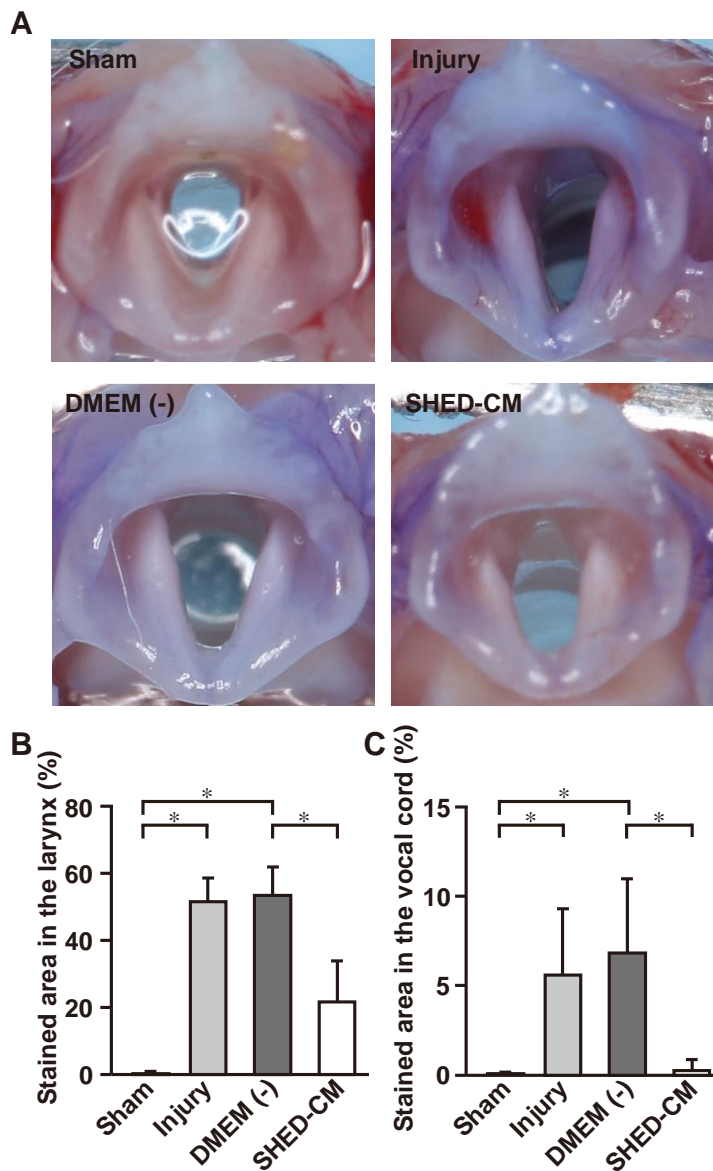 A
Sham
Injury
DMEM (-)
SHED-CM
B
Stained area in the larynx (%)
80
60
40
20
0
*
*
*
Sham
Injury
DMEM (-)
SHED-CM
C
Stained area in the vocal cord (%)
15
10
5
0
*
*
*
Sham
Injury
DMEM (-)
SHED-CM